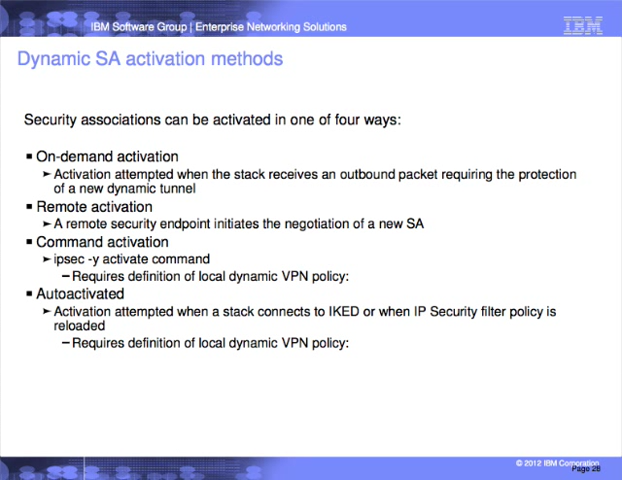 IBM Software Group | Enterprise Networking Solutions
IBM
Dynamic SA activation methods
Security associations can be activated in one of four ways:
▪ On-demand activation
➤ Activation attempted when the stack receives an outbound packet requiring the protection
of a new dynamic tunnel
▪ Remote activation
➤ A remote security endpoint initiates the negotiation of a new SA
▪ Command activation
➤ ipsec -y activate command
– Requires definition of local dynamic VPN policy:
▪ Autoactivated
➤ Activation attempted when a stack connects to IKED or when IP Security filter policy is
reloaded
– Requires definition of local dynamic VPN policy:
© 2012 IBM Corporation
Page 28